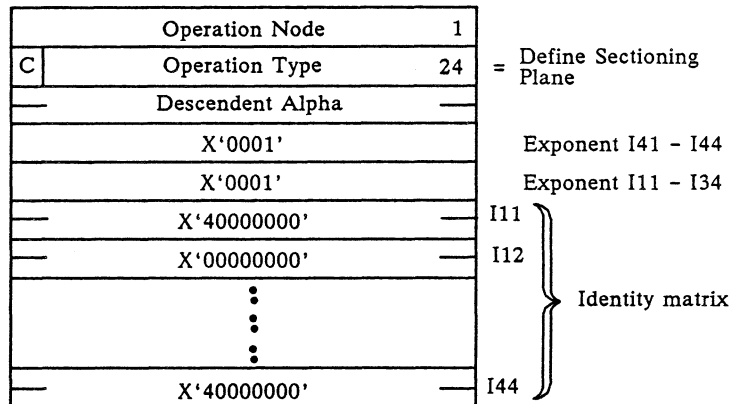 Operation Node 1
C Operation Type 24 = Define Sectioning
Plane
Descendent Alpha
X‘0001’ Exponent I41 - I44
X‘0001’ Exponent I11 - I34
X‘40000000’ I11
X‘00000000’ I12
Identity matrix
X‘40000000’ I44